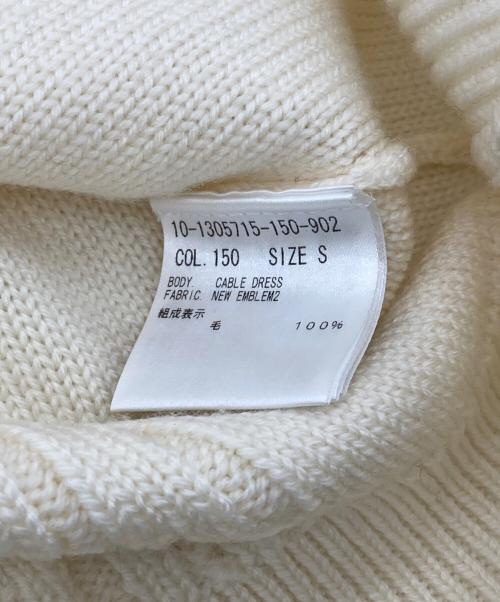 10-1305715-150-902
COL. 150 SIZE S
BODY. CABLE DRESS
FABRIC. NEW EMBLEM2
組成表示
毛 100%